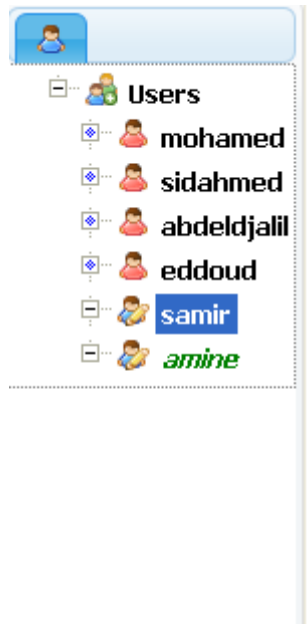 Users
mohamed
sidahmed
abdeldjalil
eddoud
samir
amine